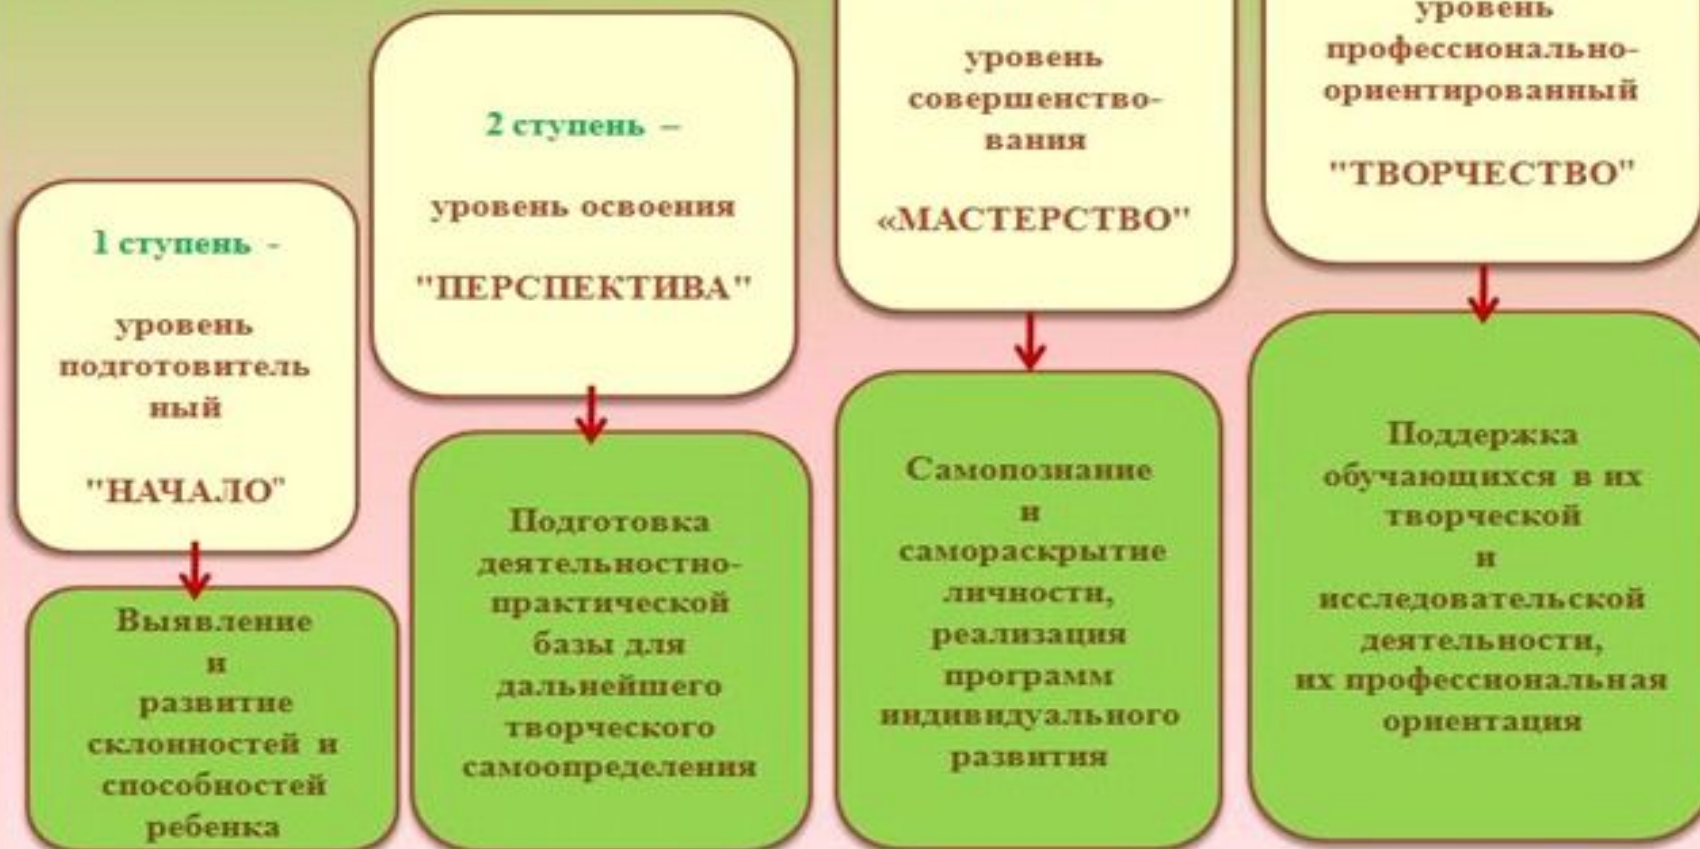 1 ступень -
уровень
подготовитель
ный
"НАЧАЛО"
Выявление
и
развитие
склонностей и
способностей
ребенка
2 ступень –
уровень освоения
"ПЕРСПЕКТИВА"
Подготовка
деятельностно-
практической
базы для
дальнейшего
творческого
самоопределения
уровень
совершенство-
вания
«МАСТЕРСТВО"
Самопознание
и
самораскрытие
личности,
реализация
программ
индивидуального
развития
уровень
профессионально-
ориентированный
"ТВОРЧЕСТВО"
Поддержка
обучающихся в их
творческой
и
исследовательской
деятельности,
их профессиональная
ориентация